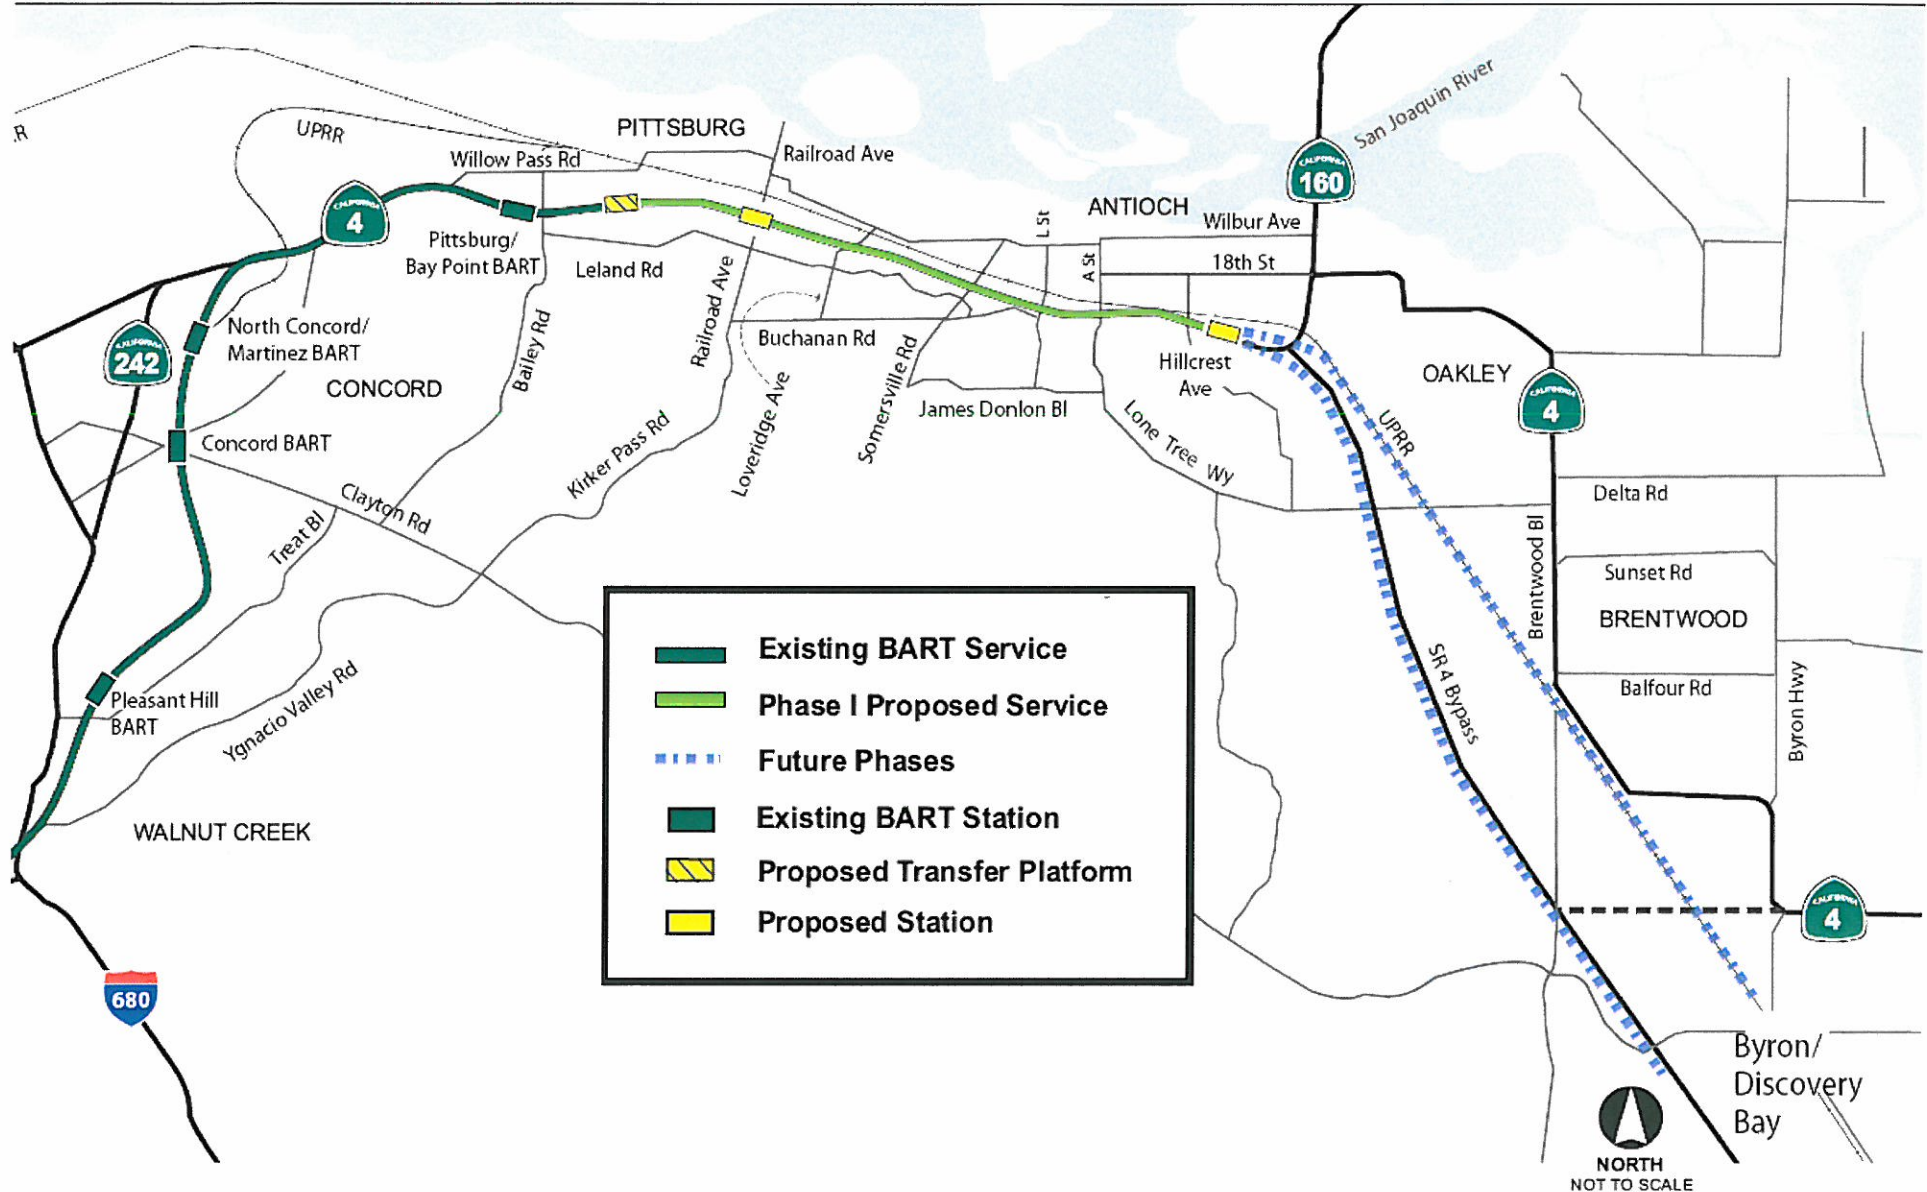 R
UPRR
PITTSBURG
Willow Pass Rd
Railroad Ave
San Joaquin River
CALIFORNIA
160
CALIFORNIA
4
Pittsburg/
Bay Point BART
Leland Rd
Railroad Ave
L St
ANTIOCH
A St
Wilbur Ave
18th St
CALIFORNIA
242
North Concord/
Martinez BART
CONCORD
Bailey Rd
Buchanan Rd
Somersville Rd
Hillcrest
Ave
OAKLEY
CALIFORNIA
4
James Donlon Bl
Lone Tree Wy
UPRR
Concord BART
Kirker Pass Rd
Loveridge Ave
Clayton Rd
Treat Bl
Delta Rd
Brentwood Bl
Sunset Rd
BRENTWOOD
Balfour Rd
Byron Hwy
SR 4 Bypass
Pleasant Hill
BART
Ygnacio Valley Rd
WALNUT CREEK
680
Existing BART Service
Phase I Proposed Service
Future Phases
Existing BART Station
Proposed Transfer Platform
Proposed Station
CALIFORNIA
4
Byron/
Discovery
Bay
NORTH
NOT TO SCALE